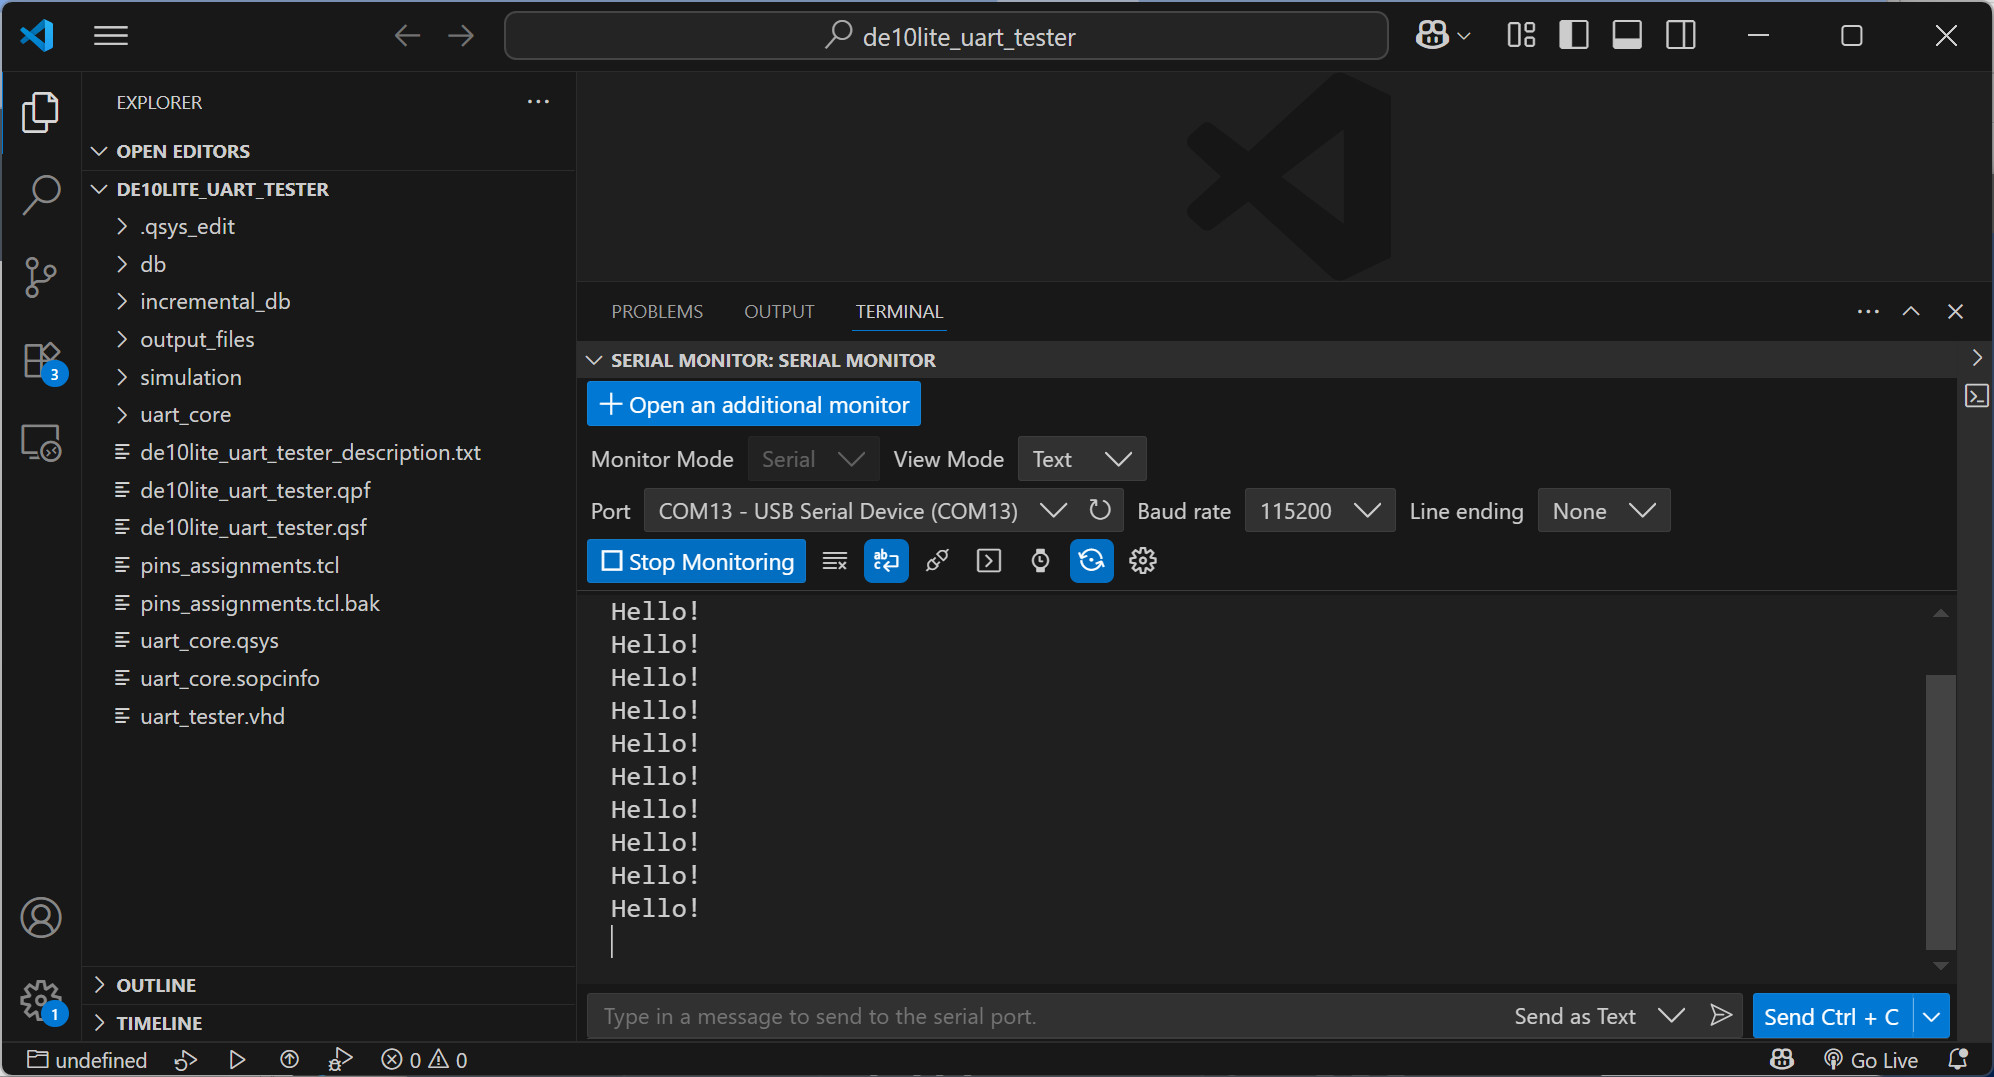 de10lite_uart_tester
EXPLORER
OPEN EDITORS
DE10LITE_UART_TESTER
.qsys_edit
db
incremental_db
output_files
simulation
uart_core
de10lite_uart_tester_description.txt
de10lite_uart_tester.qpf
de10lite_uart_tester.qsf
pins_assignments.tcl
pins_assignments.tcl.bak
uart_core.qsys
uart_core.sopcinfo
uart_tester.vhd
OUTLINE
TIMELINE
3
1
PROBLEMS OUTPUT TERMINAL
SERIAL MONITOR: SERIAL MONITOR
Open an additional monitor
Monitor Mode Serial View Mode Text
Port COM13 - USB Serial Device (COM13) Baud rate 115200 Line ending None
Stop Monitoring
Hello!
Hello!
Hello!
Hello!
Hello!
Hello!
Hello!
Hello!
Hello!
Hello!
Type in a message to send to the serial port. Send as Text Send Ctrl + C
undefined 0 0 Go Live